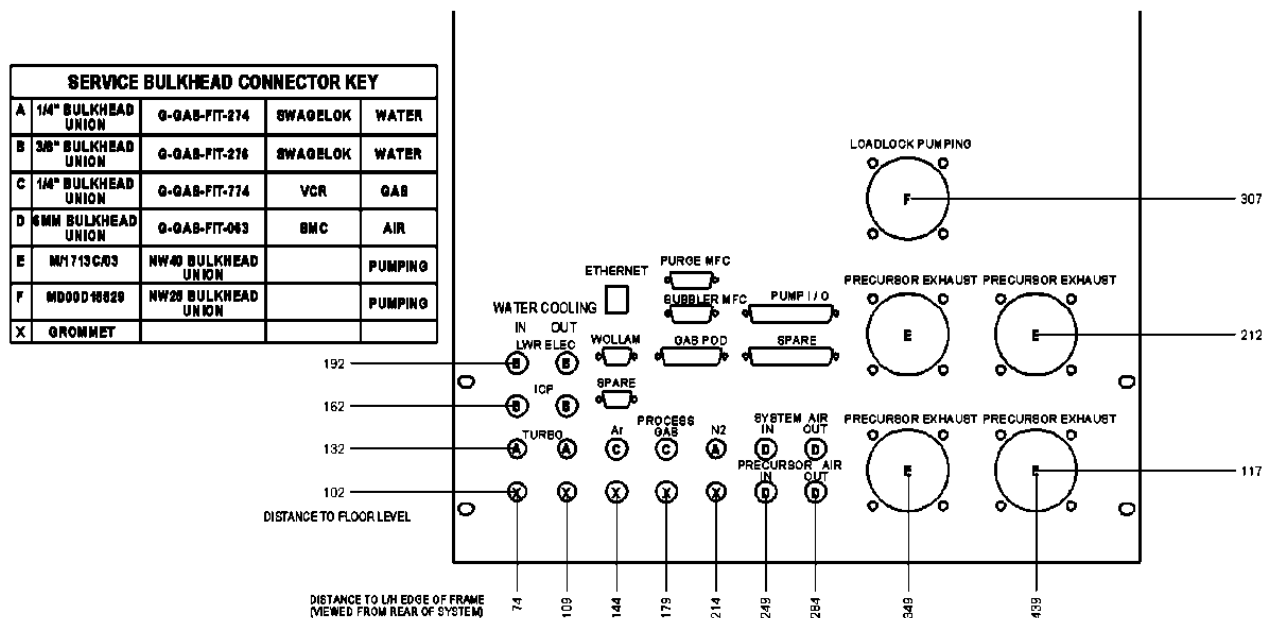 SERVICE BULKHEAD CONNECTOR KEY
A 1/4" BULKHEAD UNION G-GAS-FIT-274 SWAGELOK WATER
B 3/8" BULKHEAD UNION G-GAS-FIT-276 SWAGELOK WATER
C 1/4" BULKHEAD UNION G-GAS-FIT-774 VCR GAS
D 6MM BULKHEAD UNION G-GAS-FIT-063 SMC AIR
E M/1713C/03 NW40 BULKHEAD UNION PUMPING
F NW25 BULKHEAD UNION PUMPING
X GROMMET
LOADLOCK PUMPING
F 307
PURGE MFC
ETHERNET
BUBBLER MFC
PUMP I / O
PRECURSOR EXHAUST PRECURSOR EXHAUST
WATER COOLING
IN OUT
LWR ELEC
WOLLAM
GAS POD
SPARE
E E 212
192 B B
ICP
SPARE
162 B B
TURBO
Ar
PROCESS GAS
N2
SYSTEM AIR
IN OUT
PRECURSOR EXHAUST PRECURSOR EXHAUST
132 A A C C A D D
PRECURSOR AIR
IN OUT
E E 117
102 X X X X X D D
DISTANCE TO FLOOR LEVEL
DISTANCE TO L/H EDGE OF FRAME
(VIEWED FROM REAR OF SYSTEM)
74 109 144 179 214 249 284 349 439